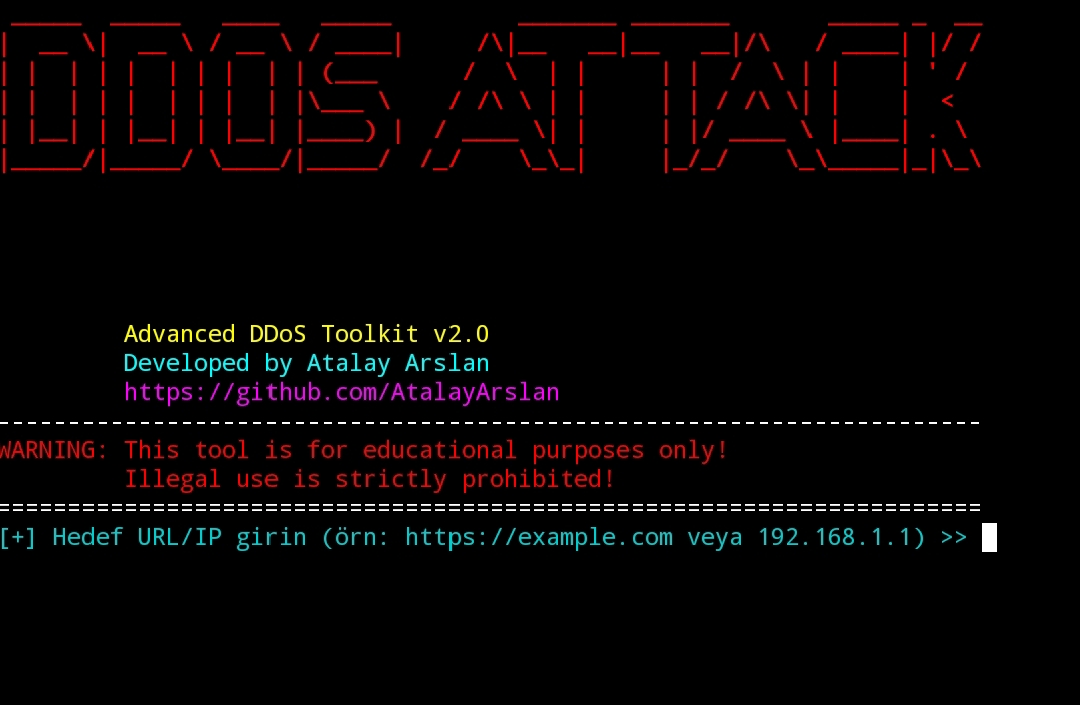 DDOS ATTACK
Advanced DDoS Toolkit v2.0
Developed by Atalay Arslan
https://github.com/AtalayArslan
WARNING: This tool is for educational purposes only!
Illegal use is strictly prohibited!
[+] Hedef URL/IP girin (örn: https://example.com veya 192.168.1.1) >>